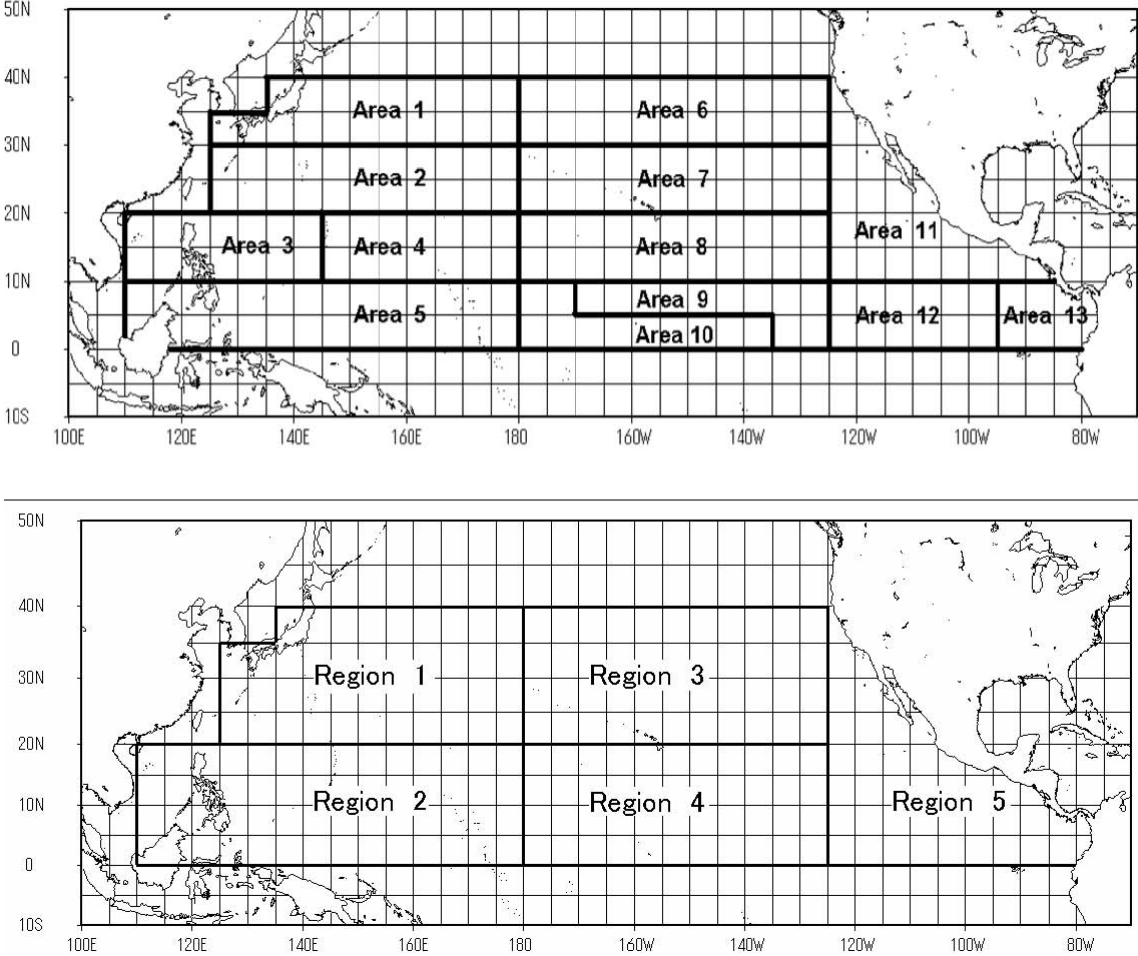 50N
40N
Area 1 Area 6
30N
Area 2 Area 7
20N
Area 3 Area 4 Area 8 Area 11
10N
Area 5 Area 9 Area 12 Area 13
Area 10
0
10S
100E 120E 140E 160E 180 160W 140W 120W 100W 80W
50N
40N
30N
Region 1 Region 3
20N
10N
Region 2 Region 4 Region 5
0
10S
100E 120E 140E 160E 180 160W 140W 120W 100W 80W